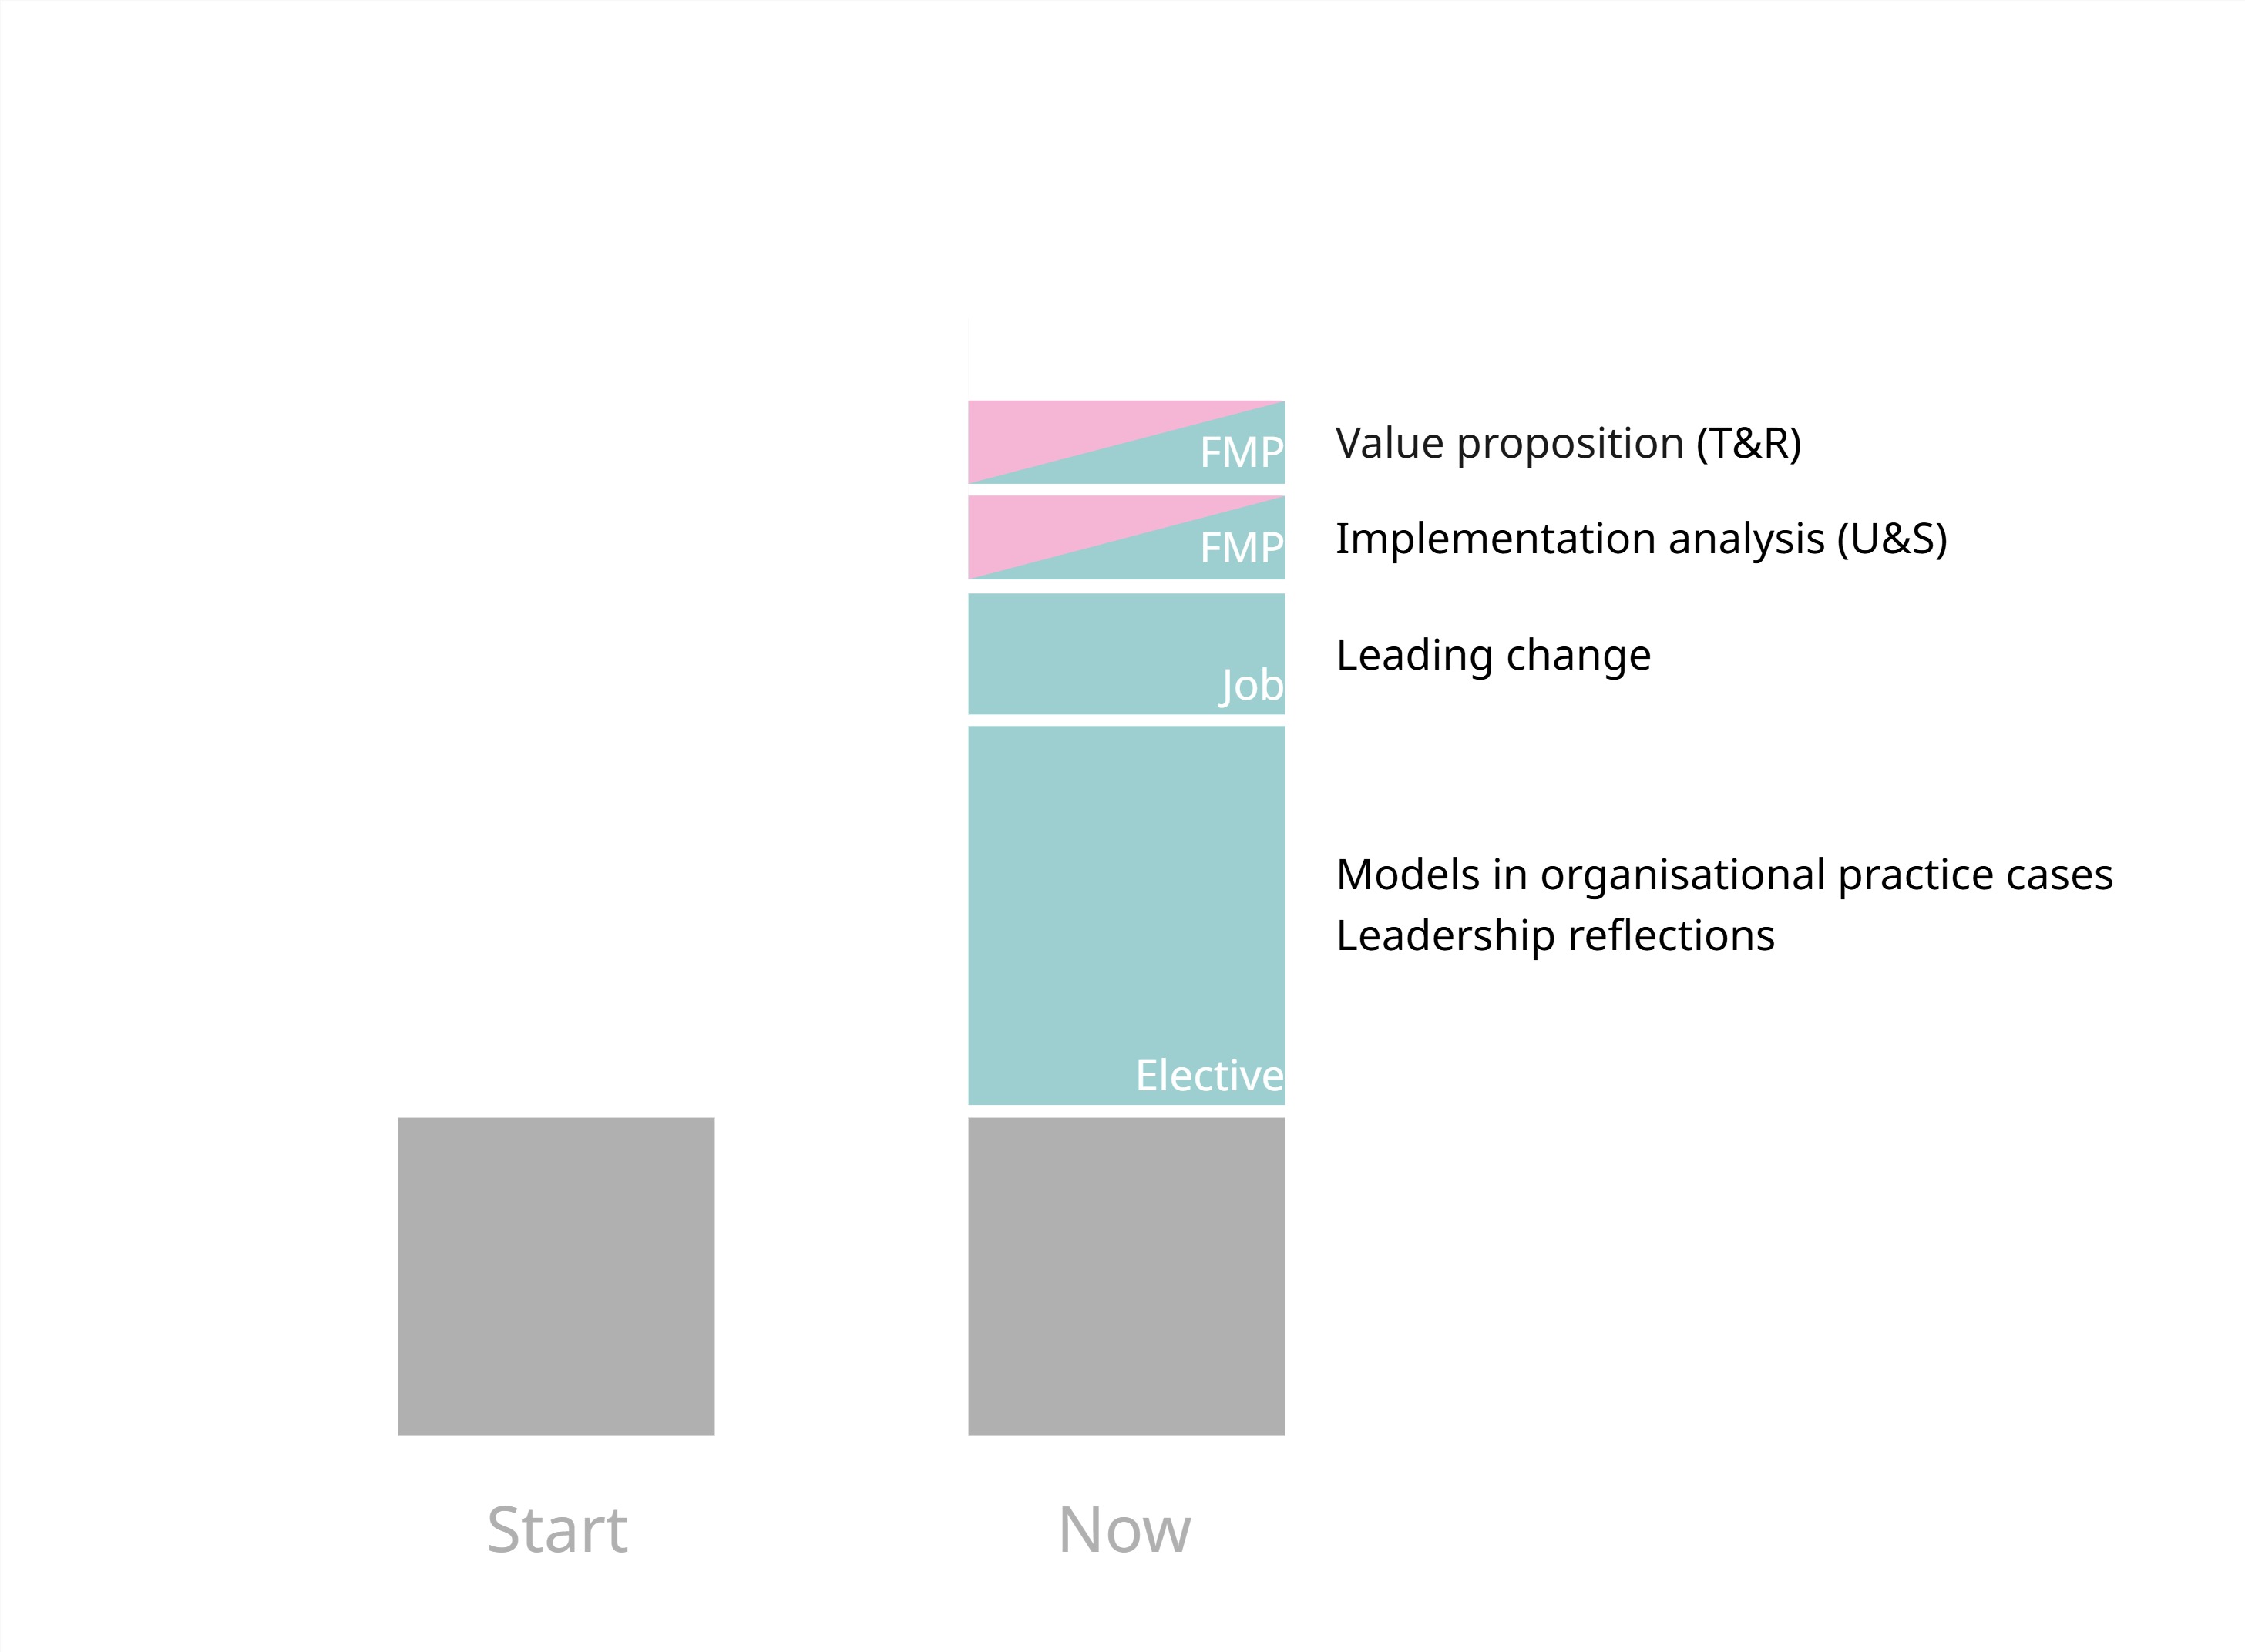 FMP
Value proposition (T&R)
FMP
Implementation analysis (U&S)
Job
Leading change
Models in organisational practice cases
Leadership reflections
Elective
Start
Now